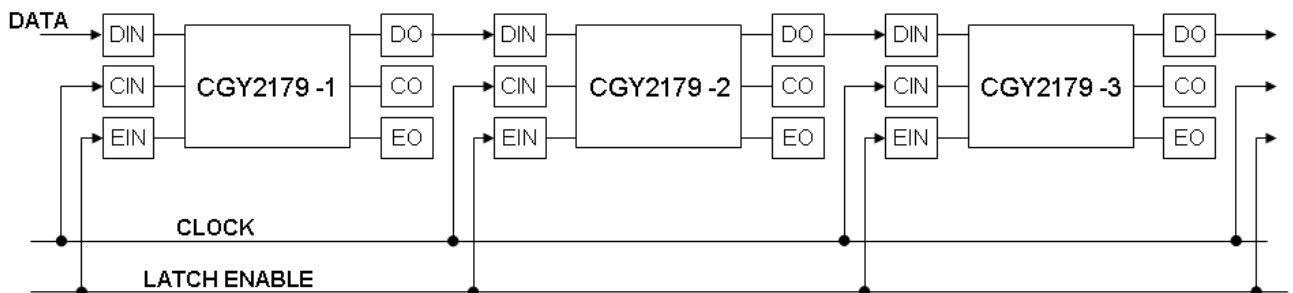 DATA
DIN DO DIN DO DIN DO
CIN CGY2179 -1 CO CIN CGY2179 -2 CO CIN CGY2179 -3 CO
EIN EO EIN EO EIN EO
CLOCK
LATCH ENABLE